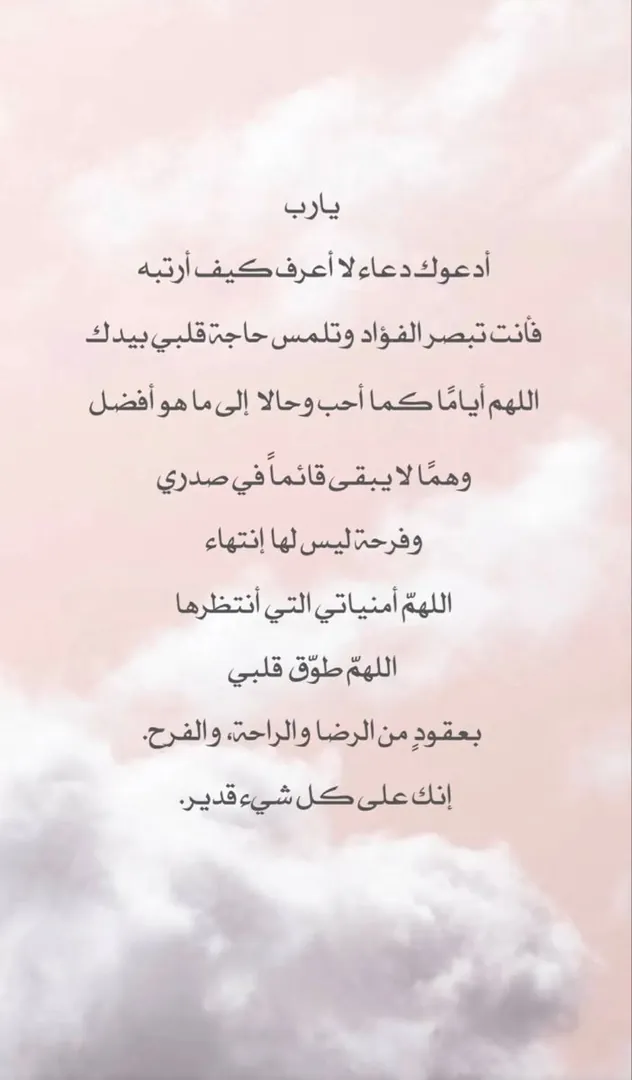 يارب
أدعوك دعاء لا أعرف كيف أرتبه
فأنت تبصر الفؤاد وتلمس حاجة قلبي بيدك
اللهم أيامًا كما أحب وحالا إلى ما هو أفضل
وهمًا لا يبقى قائماً في صدري
وفرحة ليس لها إنتهاء
اللهمّ أمنياتي التي أنتظرها
اللهمّ طوّق قلبي
بعقودٍ من الرضا والراحة، والفرح.
إنك على كل شيء قدير.